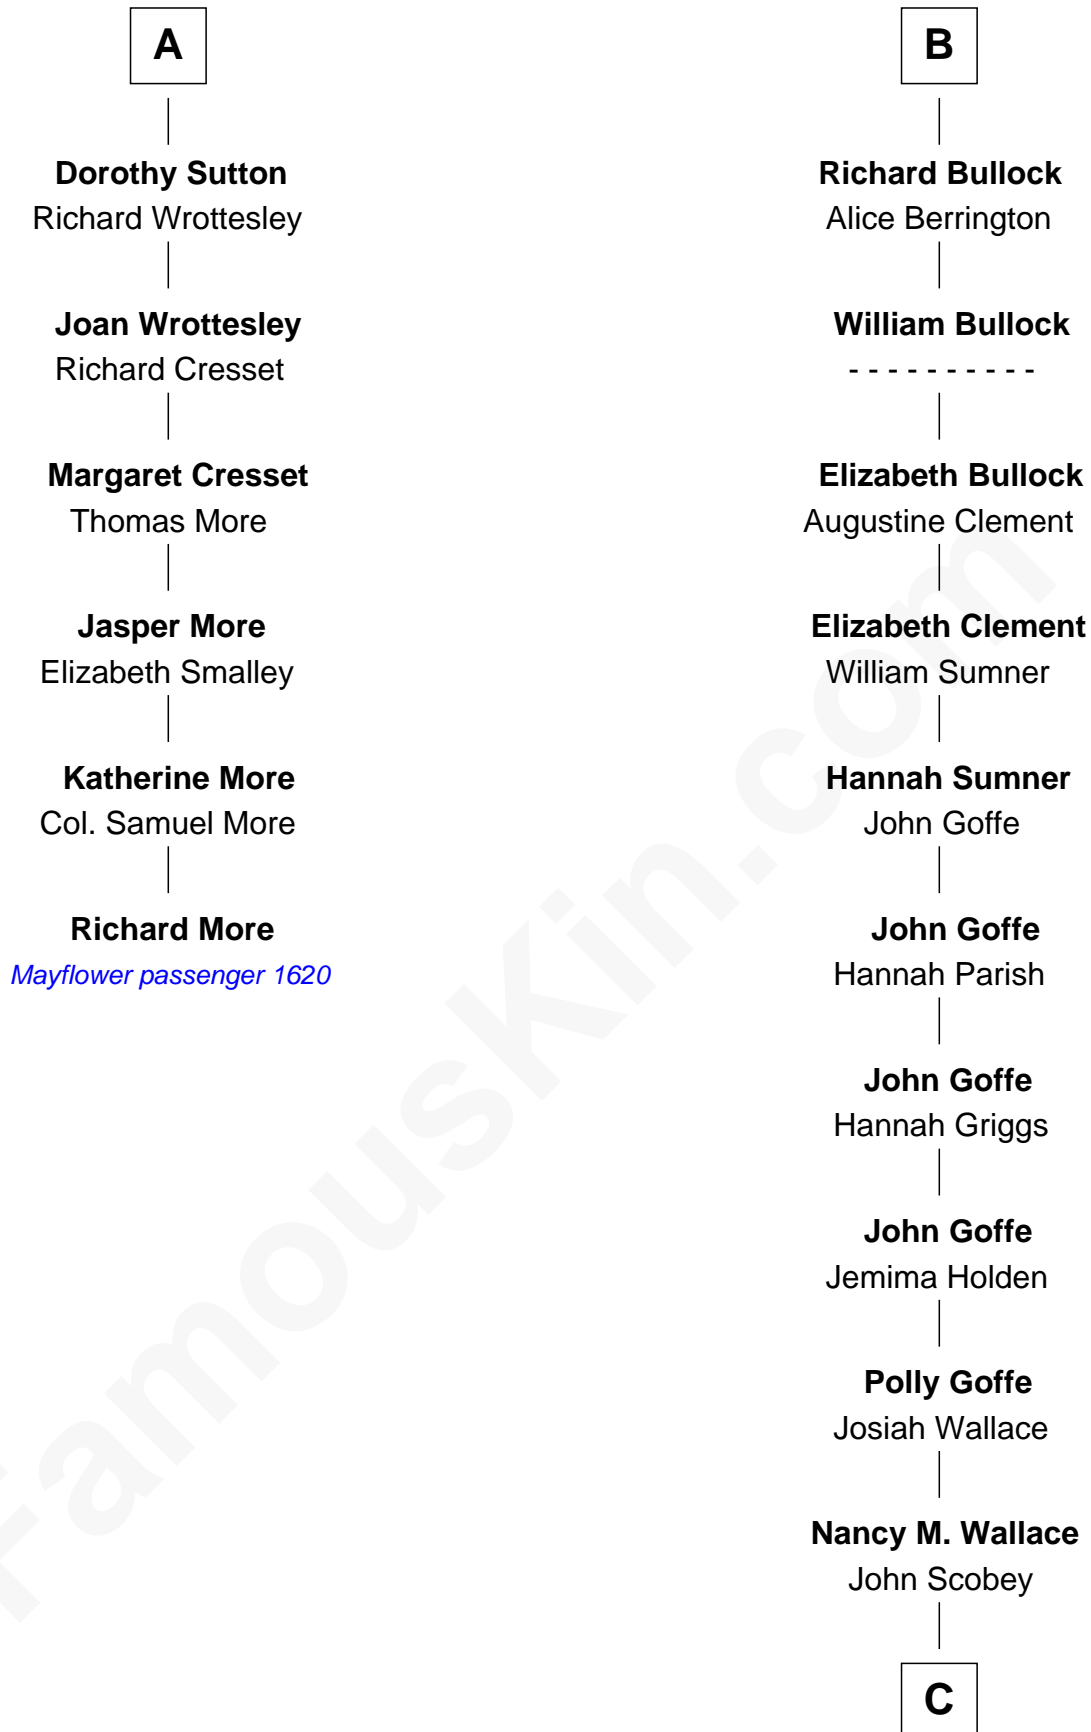 A
Dorothy Sutton
Richard Wrottesley
Joan Wrottesley
Richard Cresset
Margaret Cresset
Thomas More
Jasper More
Elizabeth Smalley
Katherine More
Col. Samuel More
Richard More
Mayflower passenger 1620
B
Richard Bullock
Alice Berrington
William Bullock
- - - - - - - - - -
Elizabeth Bullock
Augustine Clement
Elizabeth Clement
William Sumner
Hannah Sumner
John Goffe
John Goffe
Hannah Parish
John Goffe
Hannah Griggs
John Goffe
Jemima Holden
Polly Goffe
Josiah Wallace
Nancy M. Wallace
John Scobey
C
FamousKin.com